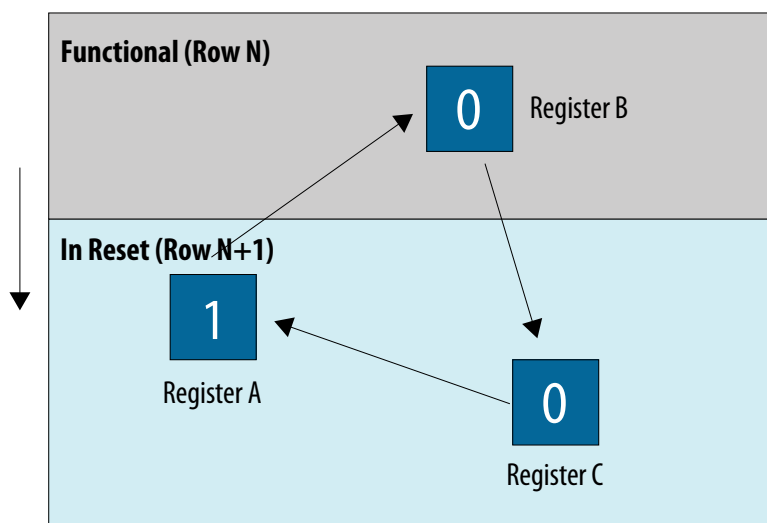 Functional (Row N)
0
Register B
In Reset (Row N+1)
1
Register A
0
Register C